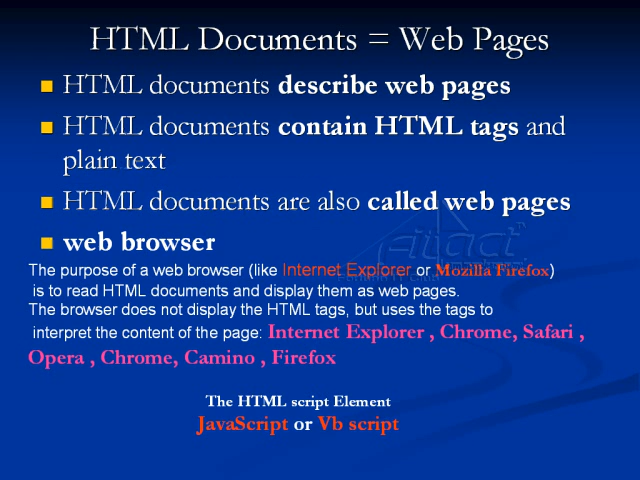 HTML Documents = Web Pages
HTML documents describe web pages
HTML documents contain HTML tags and
plain text
HTML documents are also called web pages
web browser
The purpose of a web browser (like Internet Explorer or Mozilla Firefox)
is to read HTML documents and display them as web pages.
The browser does not display the HTML tags, but uses the tags to
interpret the content of the page: Internet Explorer , Chrome, Safari ,
Opera , Chrome, Camino , Firefox
The HTML script Element
JavaScript or Vb script